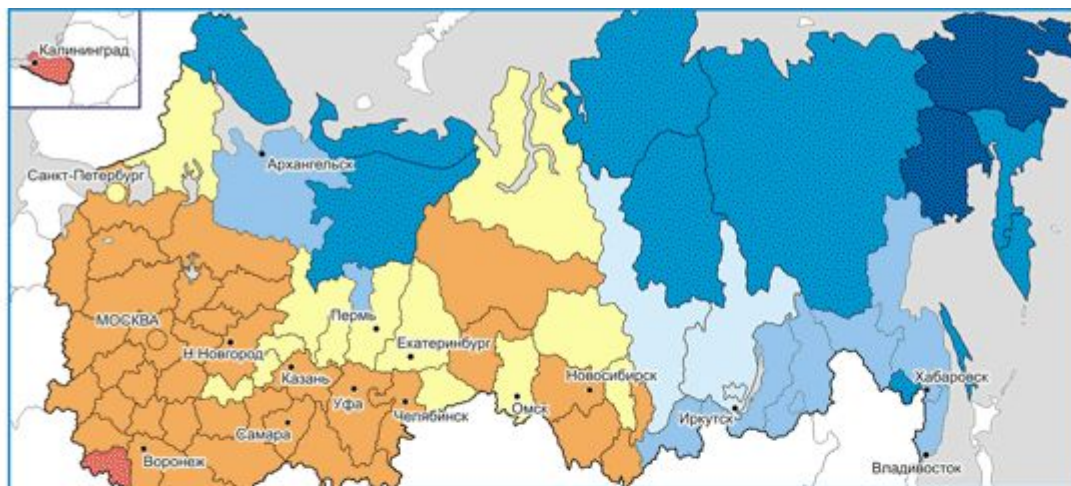 Калининград
Архангельск
Санкт-Петербург
Пермь
МОСКВА
Н.Новгород
Екатеринбург
Казань
Новосибирск
Уфа
Челябинск
Омск
Хабаровск
Иркутск
Самара
Воронеж
Владивосток